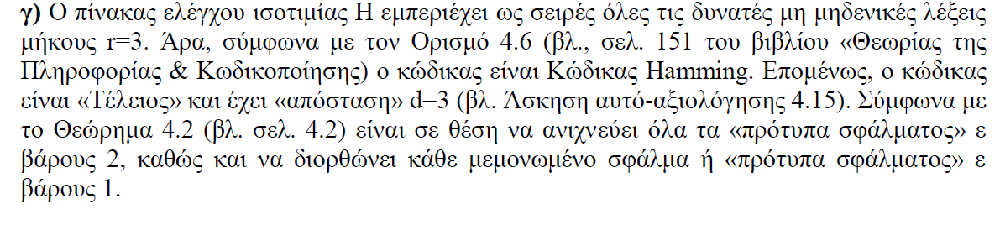 γ) Ο πίνακας ελέγχου ισοτιμίας Η εμπεριέχει ως σειρές όλες τις δυνατές μη μηδενικές λέξεις
μήκους r=3. Άρα, σύμφωνα με τον Ορισμό 4.6 (βλ., σελ. 151 του βιβλίου «Θεωρίας της
Πληροφορίας & Κωδικοποίησης) ο κώδικας είναι Κώδικας Hamming. Επομένως, ο κώδικας
είναι «Τέλειος» και έχει «απόσταση» d=3 (βλ. Άσκηση αυτό-αξιολόγησης 4.15). Σύμφωνα με
το Θεώρημα 4.2 (βλ. σελ. 4.2) είναι σε θέση να ανιχνεύει όλα τα «πρότυπα σφάλματος» ε
βάρους 2, καθώς και να διορθώνει κάθε μεμονωμένο σφάλμα ή «πρότυπα σφάλματος» ε
βάρους 1.